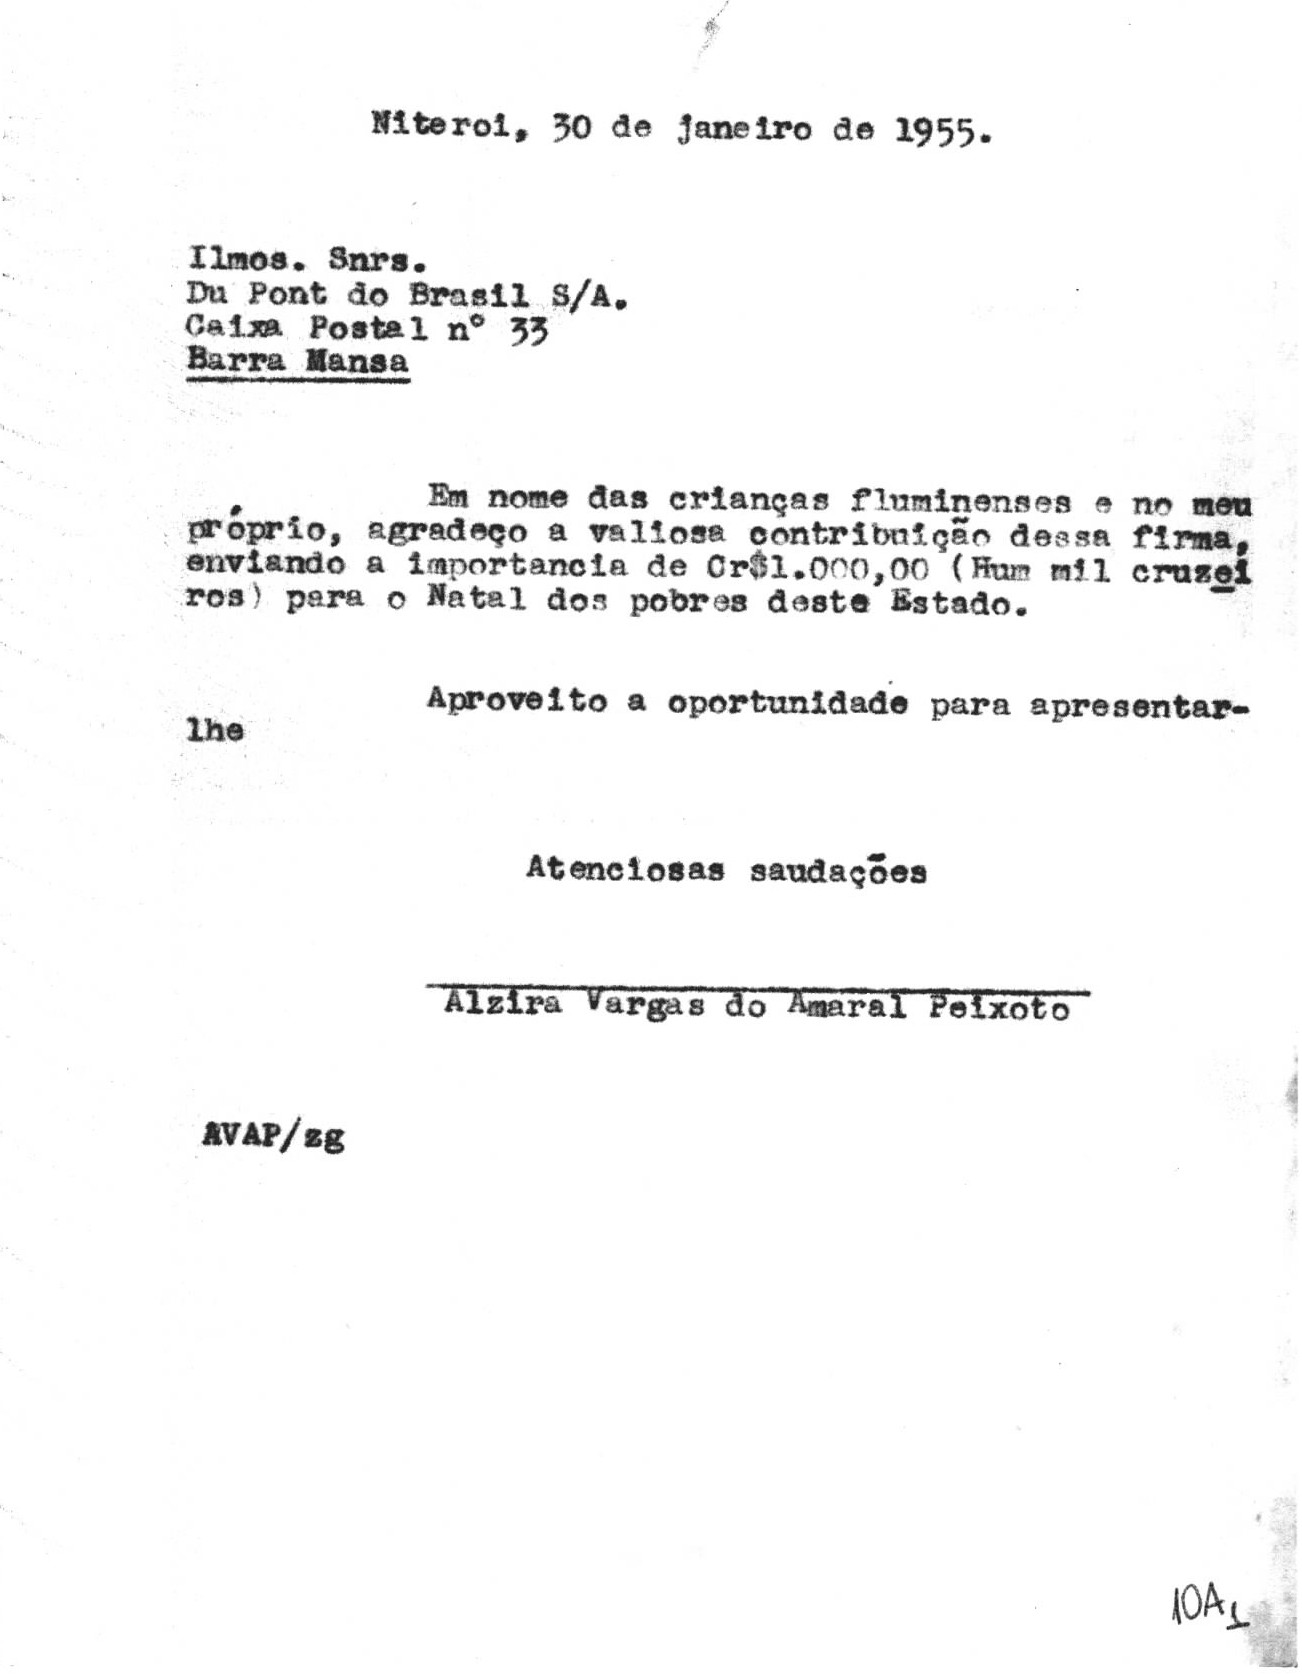 Niteroi, 30 de janeiro de 1955.
Ilmos. Snrs.
Du Pont do Brasil S/A.
Caixa Postal nº 33
Barra Mansa
Em nome das crianças fluminenses e no meu
próprio, agradeço a valiosa contribuição dessa firma,
enviando a importancia de Cr$1.000,00 (Hum mil cruzei
ros) para o Natal dos pobres deste Estado.
Aproveito a oportunidade para apresentar-
lhe
Atenciosas saudações
Alzira Vargas do Amaral Peixoto
AVAP/zg
10A1